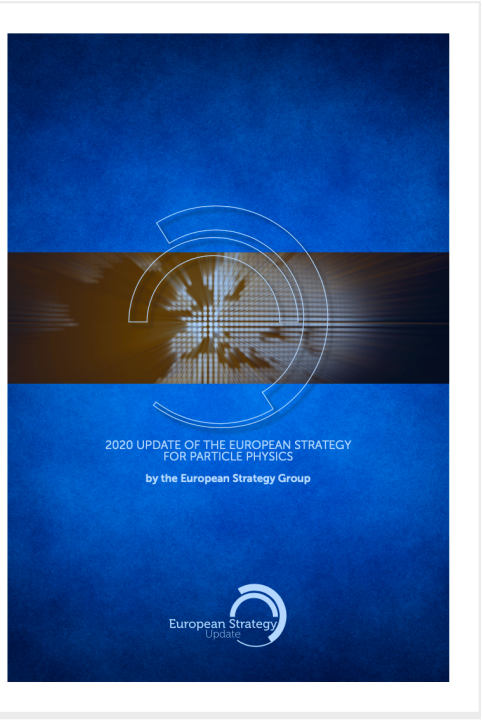 2020 UPDATE OF THE EUROPEAN STRATEGY
FOR PARTICLE PHYSICS
by the European Strategy Group
European Strategy
Update